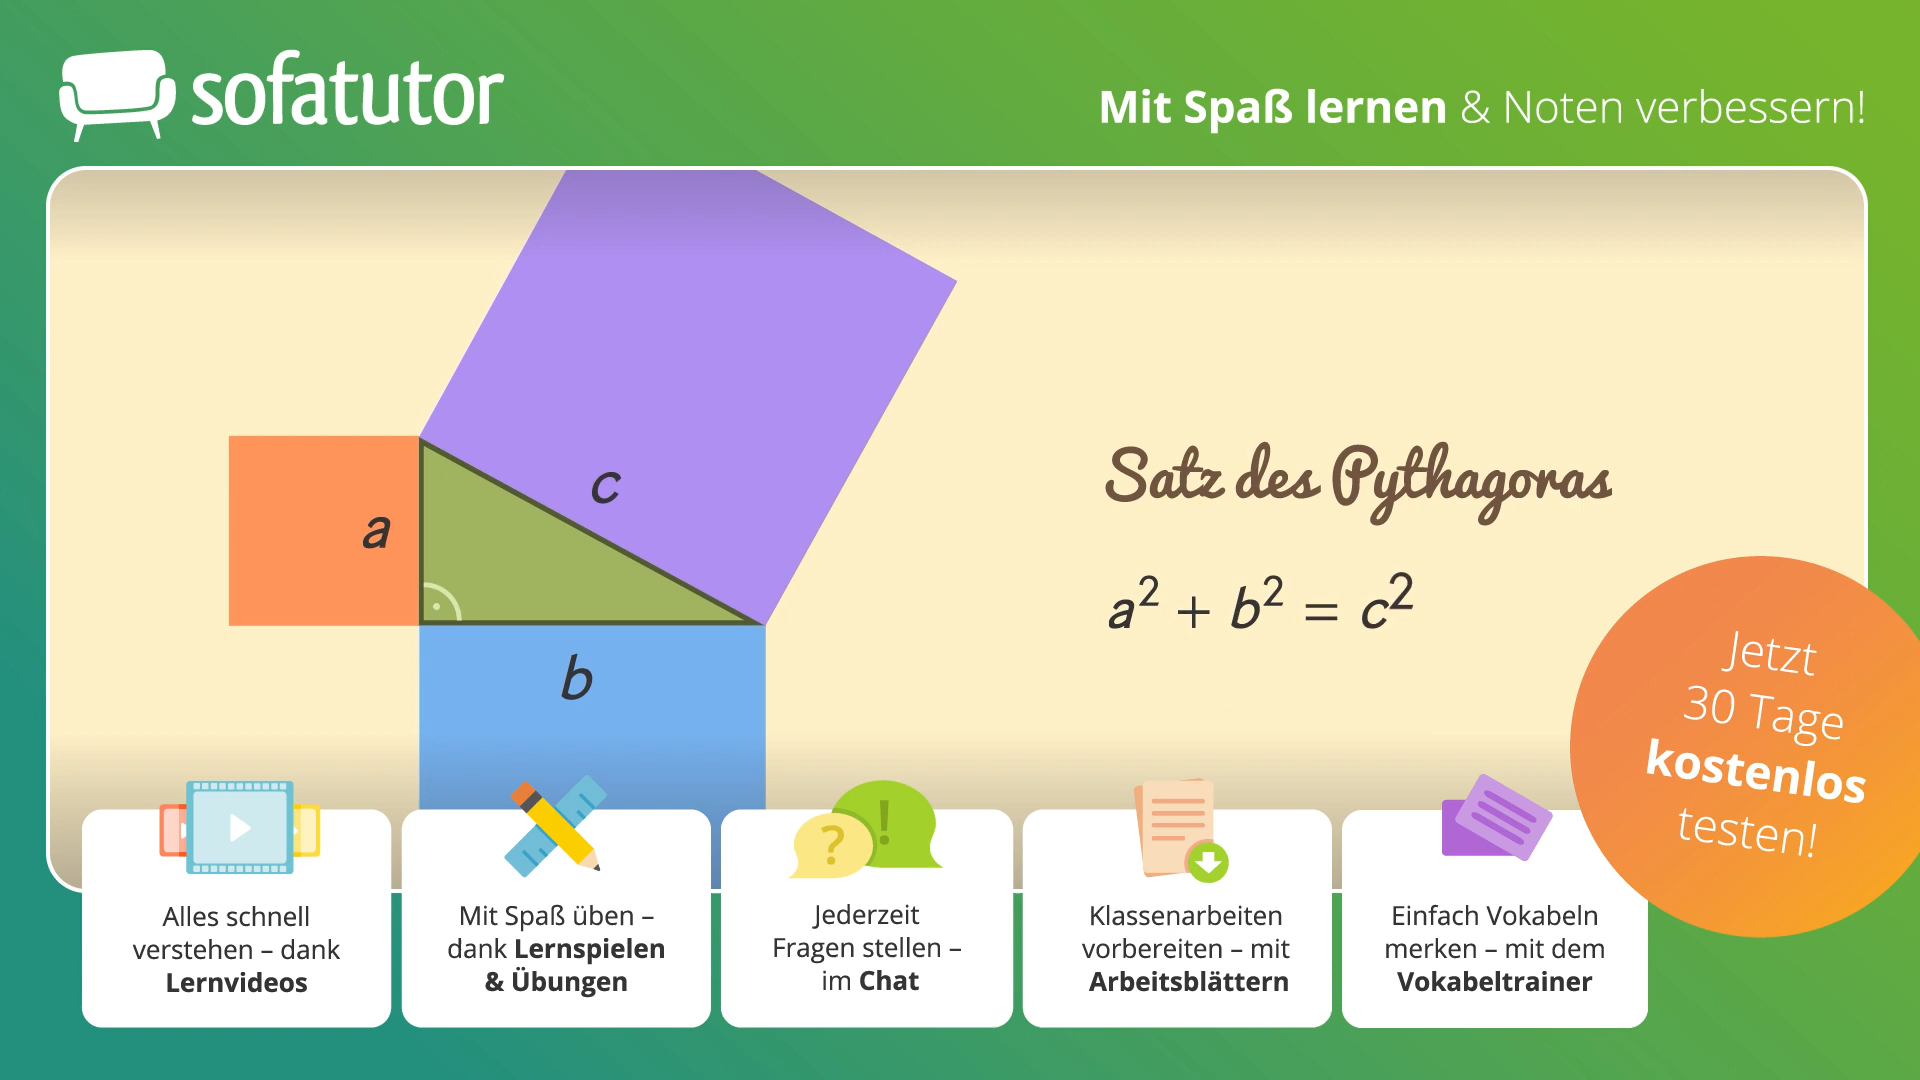 sofatutor
Mit Spaß lernen & Noten verbessern!
c
a
b
Satz des Pythagoras
a² + b² = c²
Jetzt
30 Tage
kostenlos
testen!
?
!
Alles schnell
verstehen – dank
Lernvideos
Mit Spaß üben –
dank Lernspielen
& Übungen
Jederzeit
Fragen stellen –
im Chat
Klassenarbeiten
vorbereiten – mit
Arbeitsblättern
Einfach Vokabeln
merken – mit dem
Vokabeltrainer